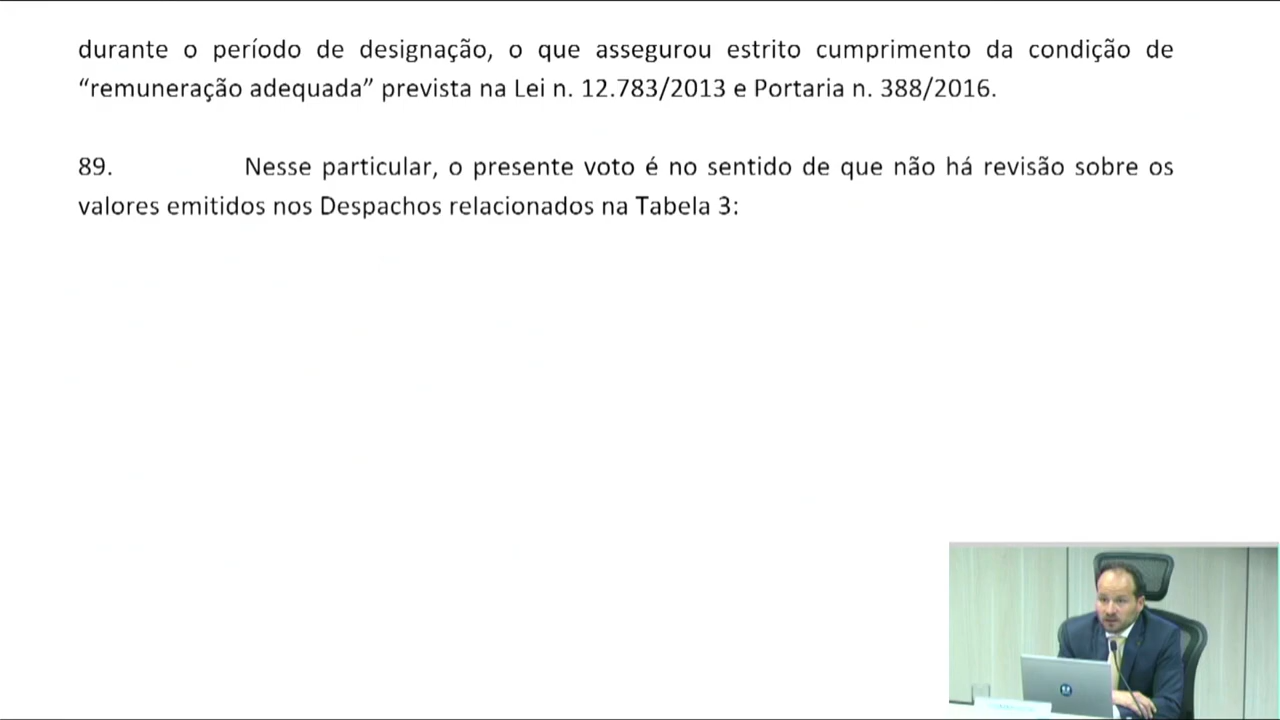 durante o período de designação, o que assegurou estrito cumprimento da condição de
“remuneração adequada” prevista na Lei n. 12.783/2013 e Portaria n. 388/2016.
89. Nesse particular, o presente voto é no sentido de que não há revisão sobre os
valores emitidos nos Despachos relacionados na Tabela 3: